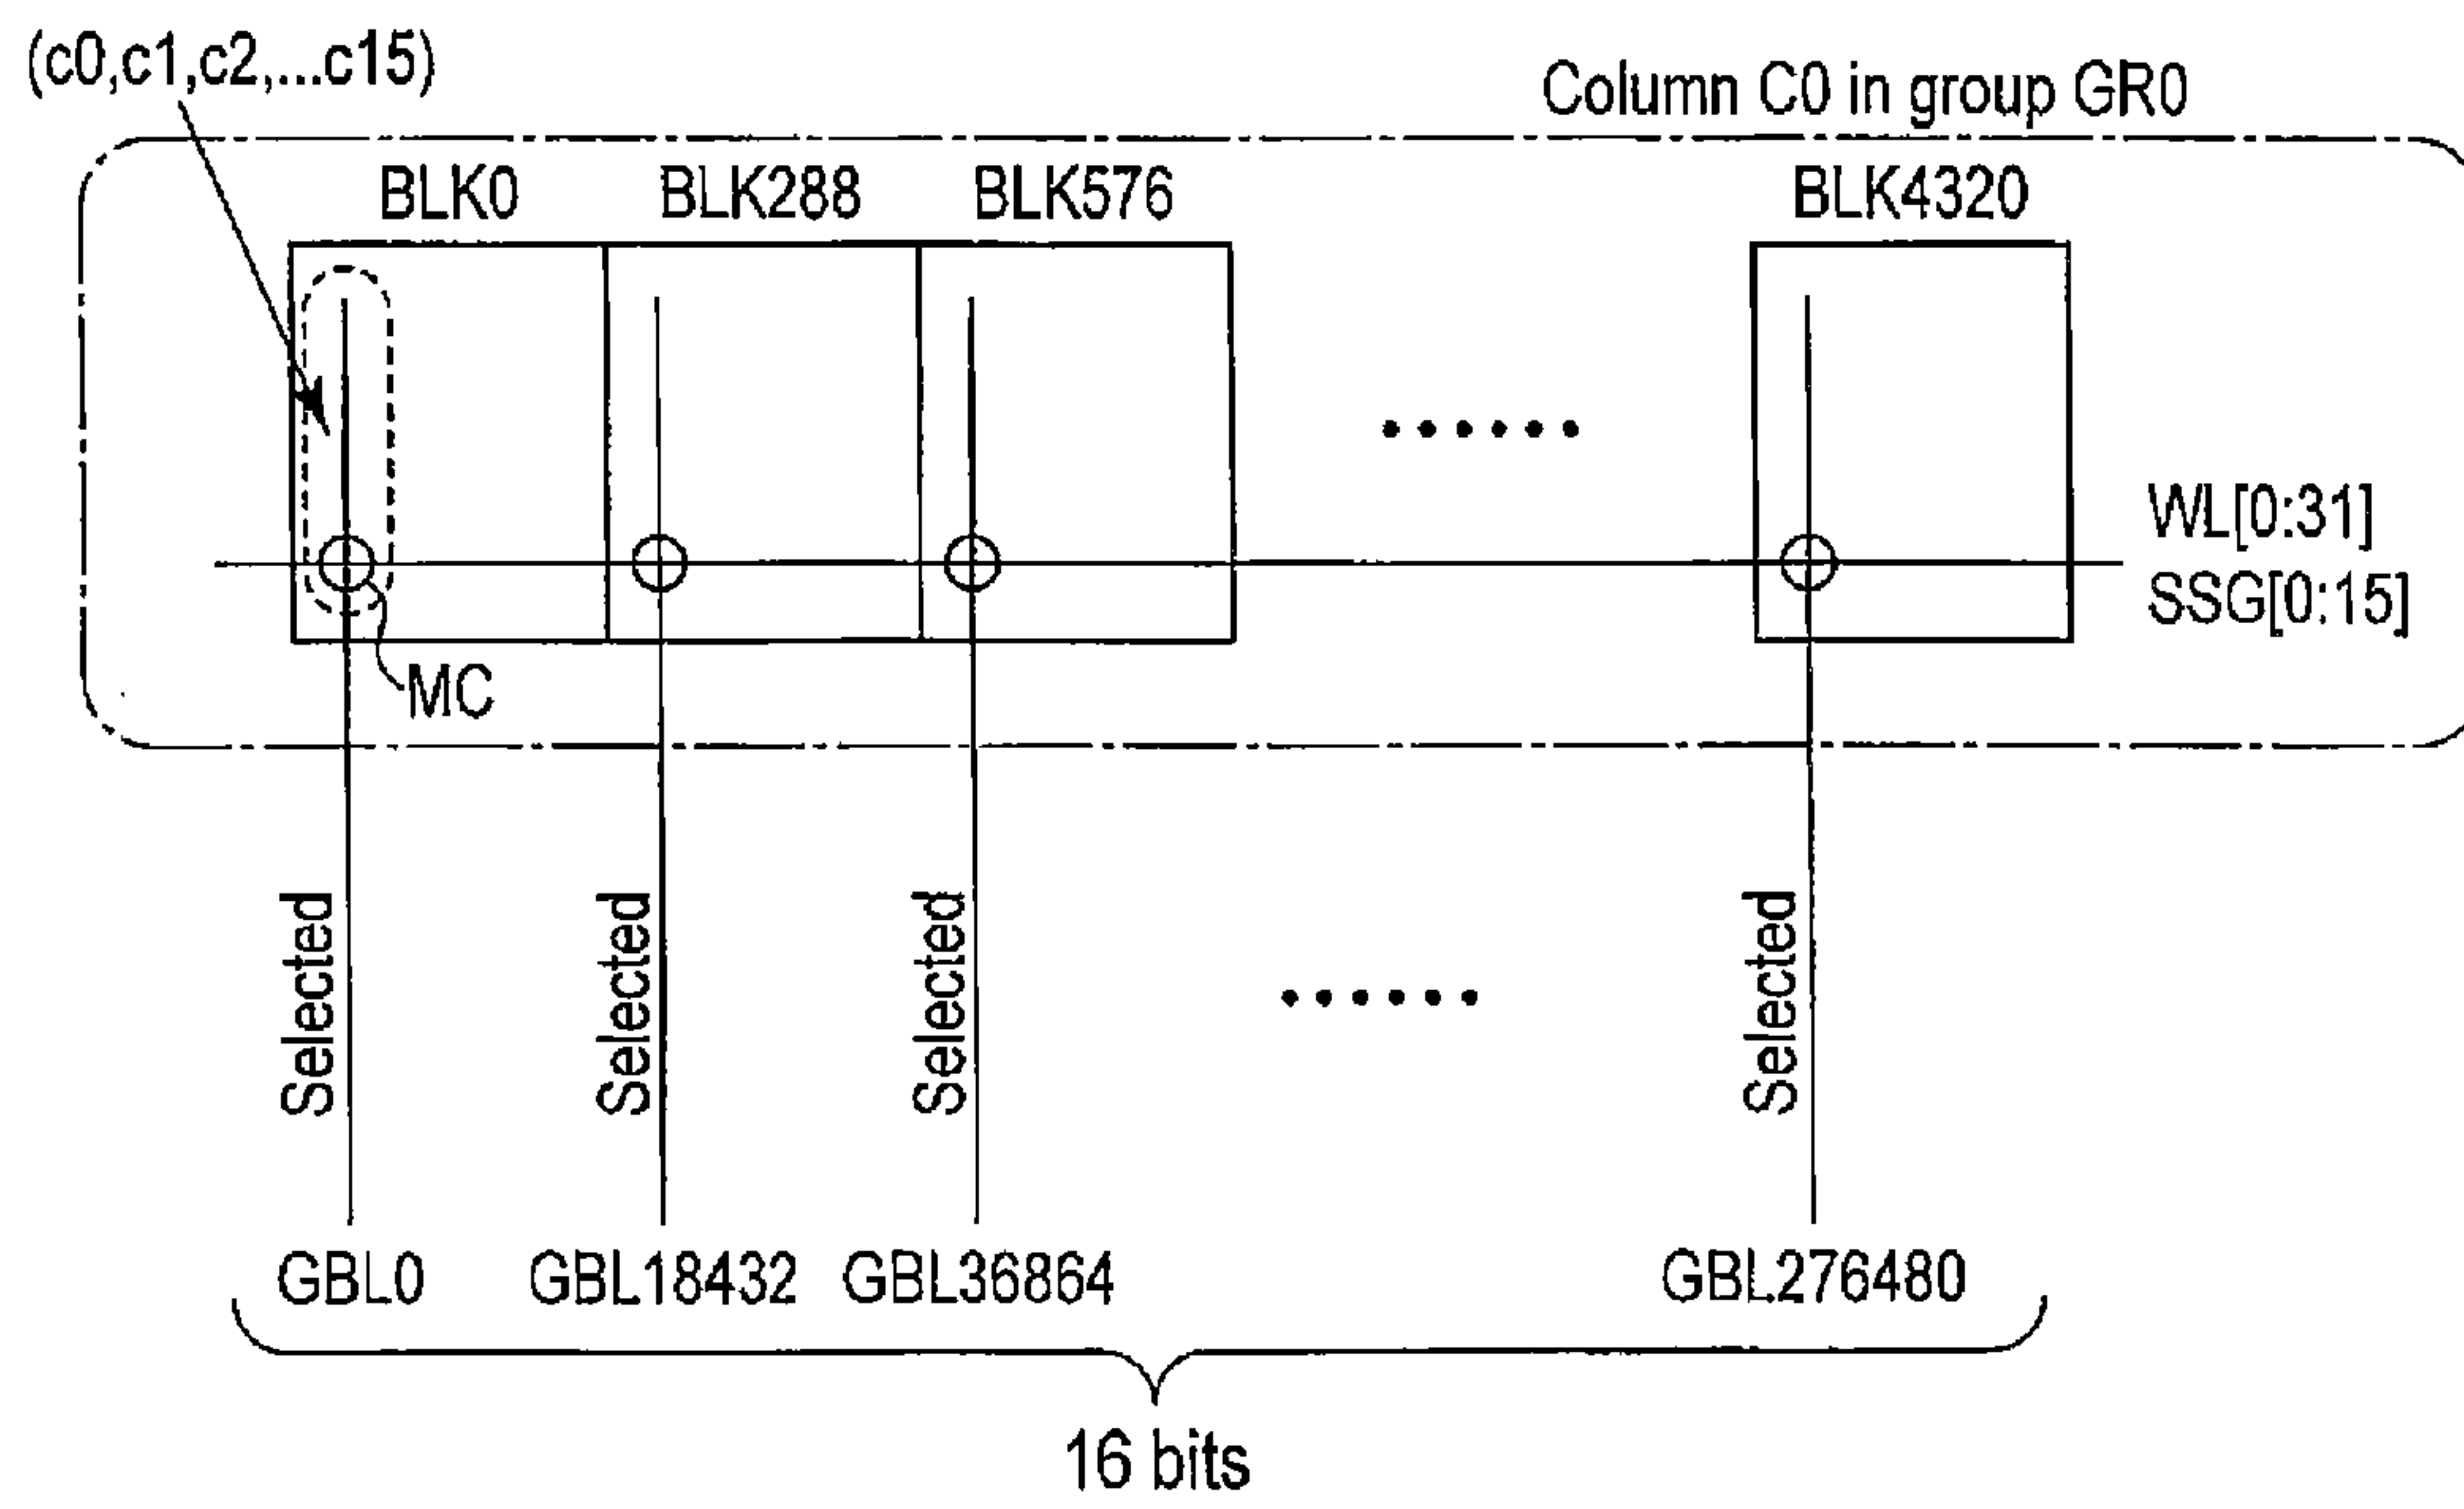 (c0,c1,c2,...c15)
Column C0 in group GR0
BLK0 BLK288 BLK576 BLK4320
WL[0:31]
SSG[0:15]
MC
Selected Selected Selected Selected
GBL0 GBL18432 GBL36864 GBL276480
16 bits